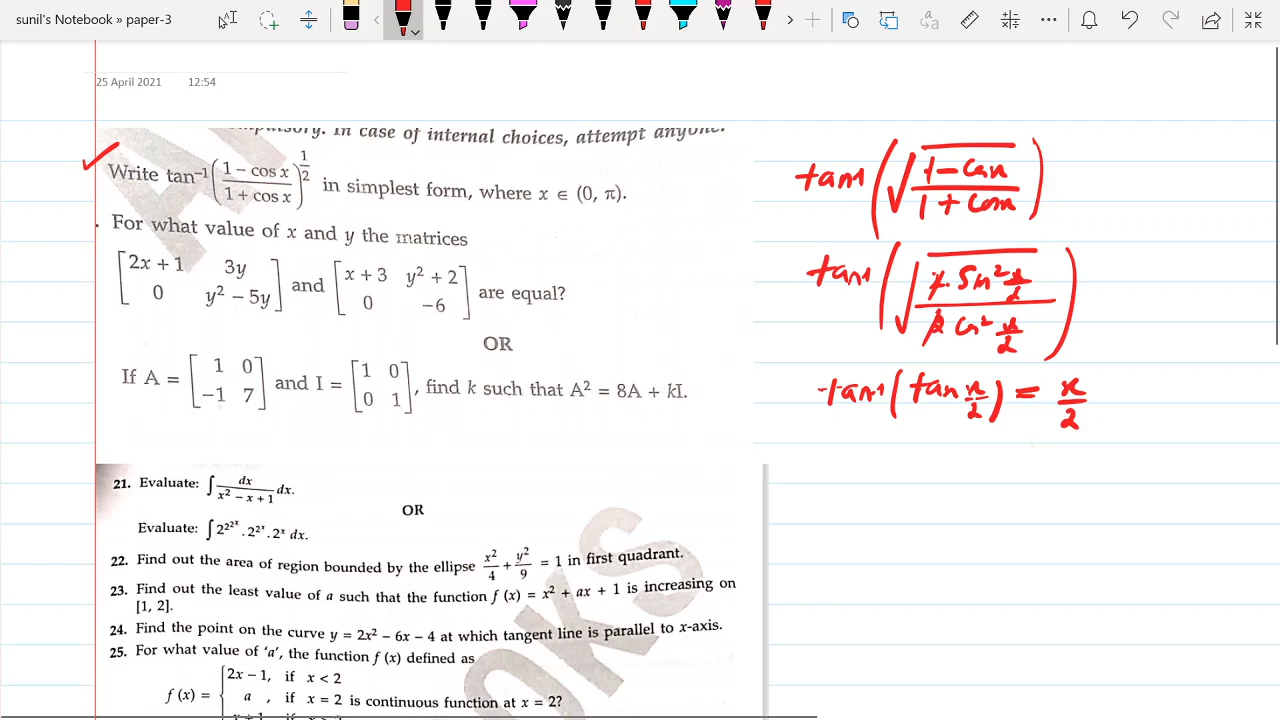 sunil's Notebook » paper-3
25 April 2021 12:54
In case of internal choices, attempt anyone.
Write tan⁻¹((1 − cos x)/(1 + cos x))^(1/2) in simplest form, where x ∈ (0, π).
For what value of x and y the matrices
[2x + 1 3y; 0 y² − 5y] and [x + 3 y² + 2; 0 −6] are equal?
OR
If A = [1 0; −1 7] and I = [1 0; 0 1], find k such that A² = 8A + kI.
21. Evaluate: ∫ dx/(x² − x + 1) dx.
OR
Evaluate: ∫ 2^(2^(2^x)) . 2^(2^x) . 2^x dx.
22. Find out the area of region bounded by the ellipse x²/4 + y²/9 = 1 in first quadrant.
23. Find out the least value of a such that the function f (x) = x² + ax + 1 is increasing on
[1, 2].
24. Find the point on the curve y = 2x² − 6x − 4 at which tangent line is parallel to x-axis.
25. For what value of 'a', the function f (x) defined as
f (x) = { 2x − 1, if x < 2
a , if x = 2 is continuous function at x = 2?
x + 1 if
tan⁻¹(√((1 − cos x)/(1 + cos x)))
tan⁻¹(√((2 sin² x/2)/(2 cos² x/2)))
tan⁻¹(tan x/2) = x/2